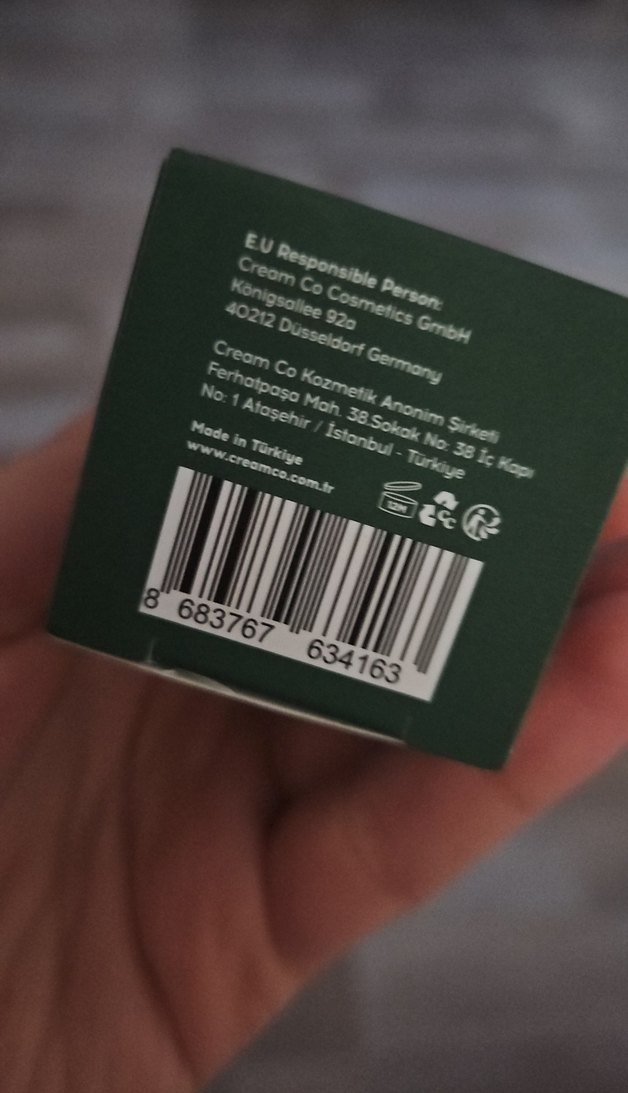 E.U Responsible Person:
Cream Co Cosmetics GmbH
Königsallee 92a
40212 Düsseldorf Germany
Cream Co Kozmetik Anonim Şirketi
Ferhatpaşa Mah. 38.Sokak No: 38 İç Kapı
No: 1 Ataşehir / İstanbul - Türkiye
Made in Türkiye
www.creamco.com.tr
12M
8 683767 634163